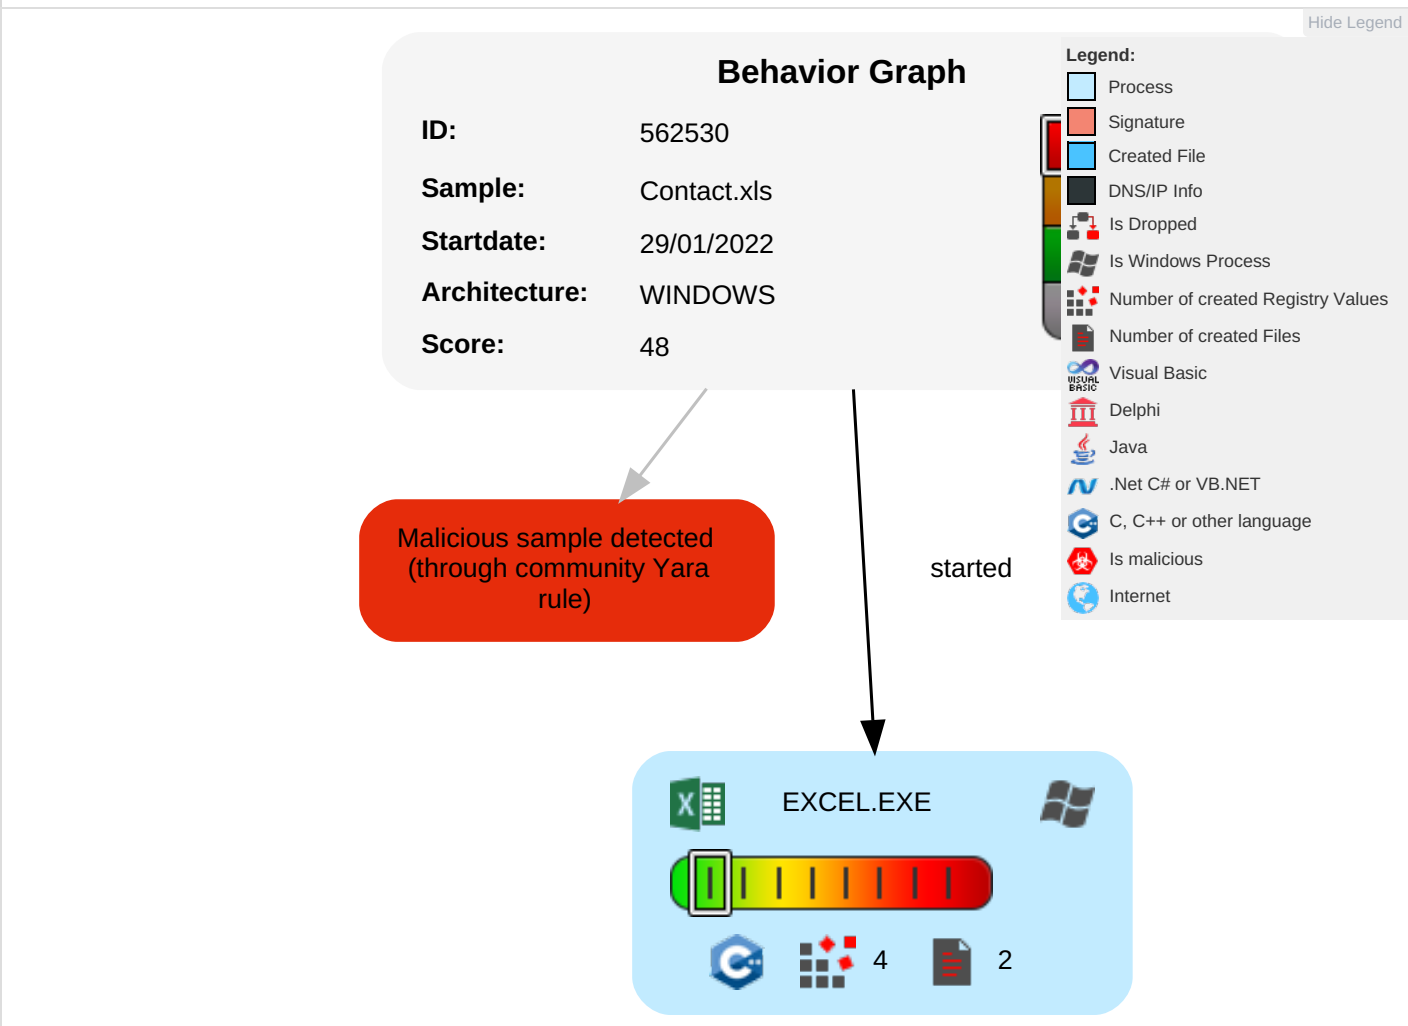 Hide Legend
Behavior Graph
ID: 562530
Sample: Contact.xls
Startdate: 29/01/2022
Architecture: WINDOWS
Score: 48
Legend:
Process
Signature
Created File
DNS/IP Info
Is Dropped
Is Windows Process
Number of created Registry Values
Number of created Files
VISUAL
BASIC
Visual Basic
Delphi
Java
.Net C# or VB.NET
C, C++ or other language
Is malicious
Internet
Malicious sample detected
(through community Yara
rule)
started
EXCEL.EXE
4
2